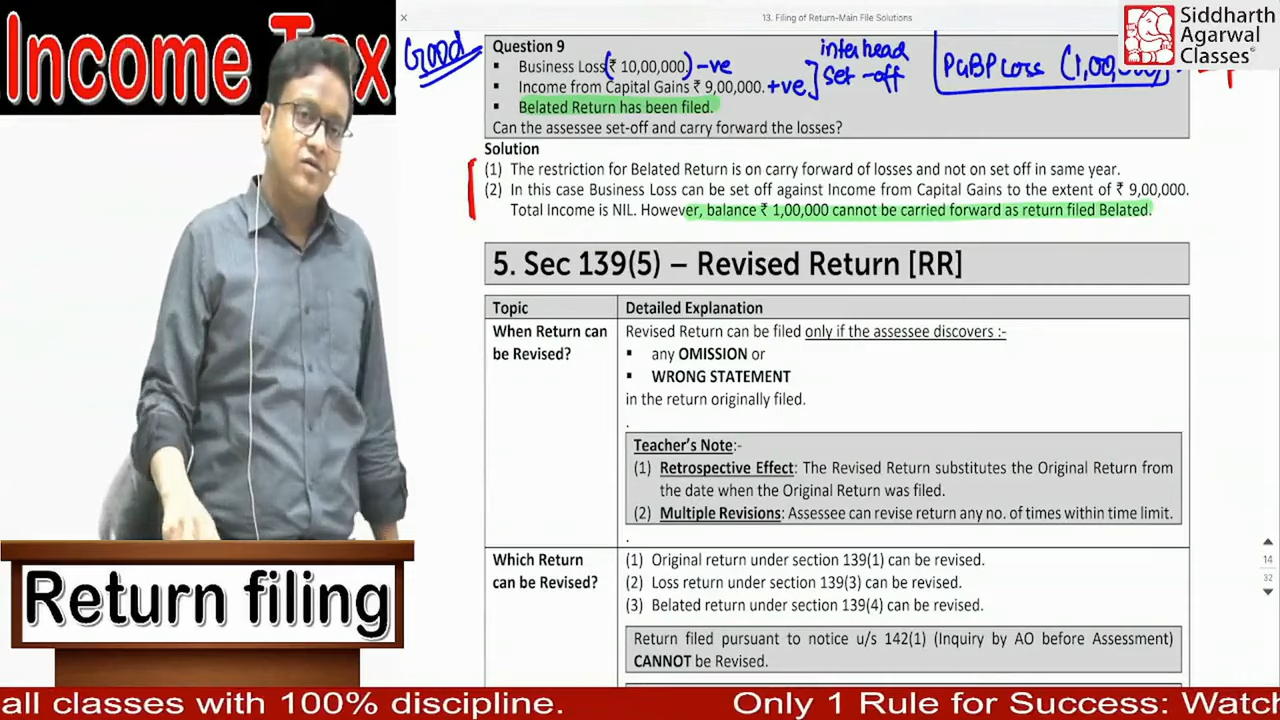 Income Tax
Good
13. Filing of Return-Main File Solutions
Siddharth
Agarwal
Classes
Question 9
Business Loss (₹ 10,00,000) -ve
Income from Capital Gains ₹ 9,00,000. +ve
inter head
set-off
PGBP Loss (1,00,000)
Belated Return has been filed.
Can the assessee set-off and carry forward the losses?
Solution
(1) The restriction for Belated Return is on carry forward of losses and not on set off in same year.
(2) In this case Business Loss can be set off against Income from Capital Gains to the extent of ₹ 9,00,000.
Total Income is NIL. However, balance ₹ 1,00,000 cannot be carried forward as return filed Belated.
5. Sec 139(5) – Revised Return [RR]
Topic Detailed Explanation
When Return can
be Revised?
Revised Return can be filed only if the assessee discovers :-
any OMISSION or
WRONG STATEMENT
in the return originally filed.
.
Teacher's Note:-
(1) Retrospective Effect: The Revised Return substitutes the Original Return from
the date when the Original Return was filed.
(2) Multiple Revisions: Assessee can revise return any no. of times within time limit.
.
Which Return
can be Revised?
(1) Original return under section 139(1) can be revised.
(2) Loss return under section 139(3) can be revised.
(3) Belated return under section 139(4) can be revised.
Return filed pursuant to notice u/s 142(1) (Inquiry by AO before Assessment)
CANNOT be Revised.
14
32
Return filing
all classes with 100% discipline. Only 1 Rule for Success: Watch